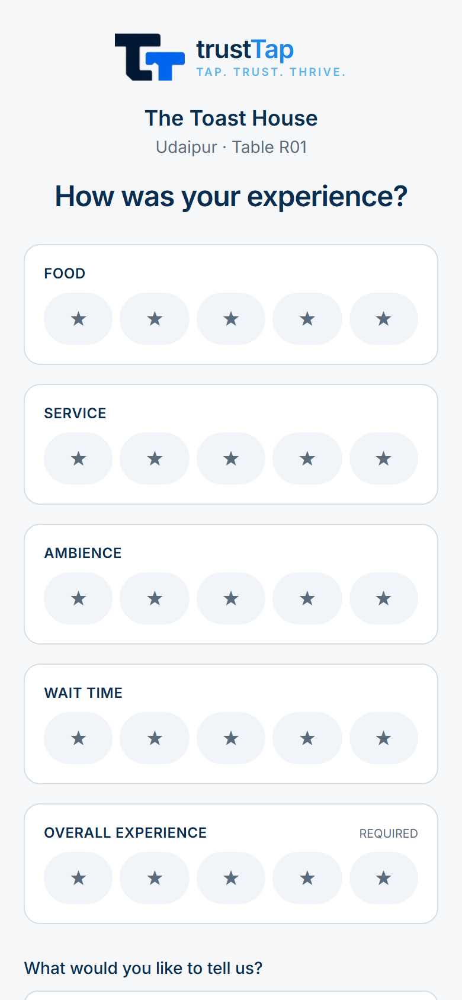 trustTap
TAP. TRUST. THRIVE.
The Toast House
Udaipur · Table R01
How was your experience?
FOOD
★ ★ ★ ★ ★
SERVICE
★ ★ ★ ★ ★
AMBIENCE
★ ★ ★ ★ ★
WAIT TIME
★ ★ ★ ★ ★
OVERALL EXPERIENCE REQUIRED
★ ★ ★ ★ ★
What would you like to tell us?